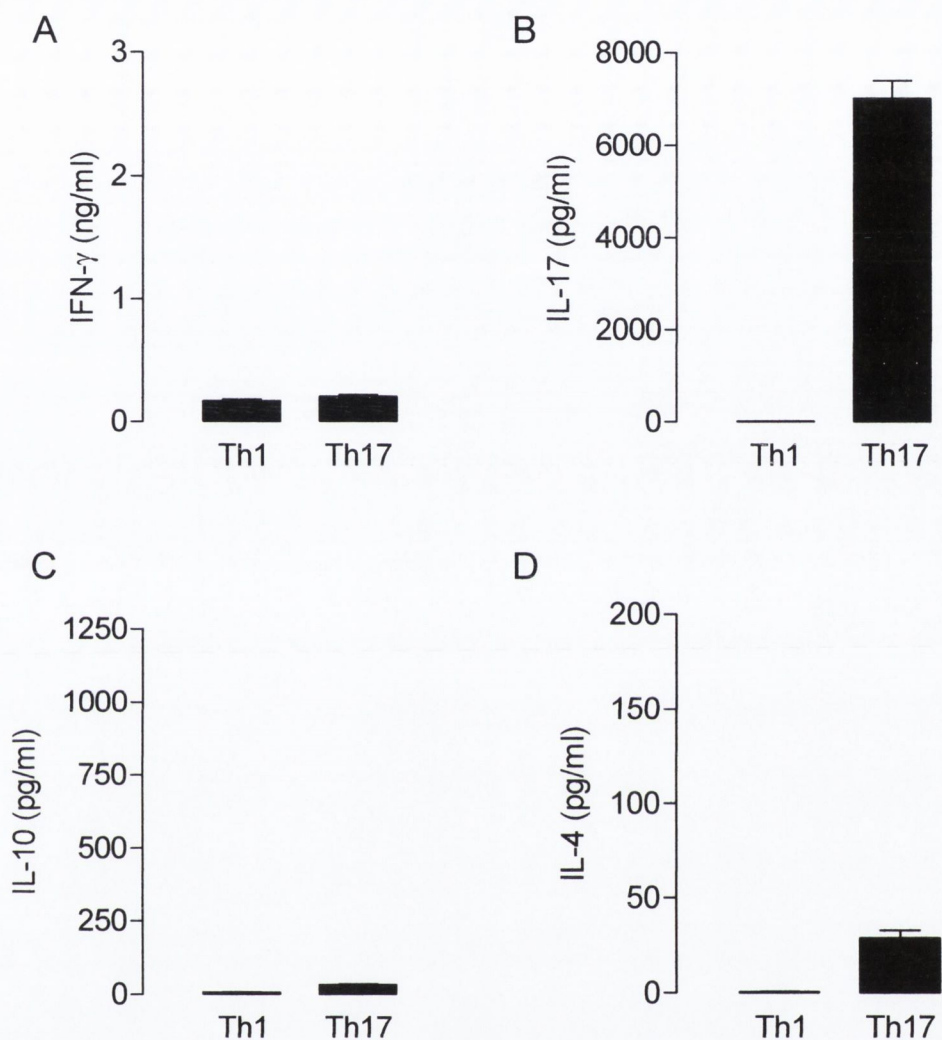 A
IFN-γ (ng/ml)
3
2
1
0
Th1 Th17
B
IL-17 (pg/ml)
8000
6000
4000
2000
0
Th1 Th17
C
IL-10 (pg/ml)
1250
1000
750
500
250
0
Th1 Th17
D
IL-4 (pg/ml)
200
150
100
50
0
Th1 Th17